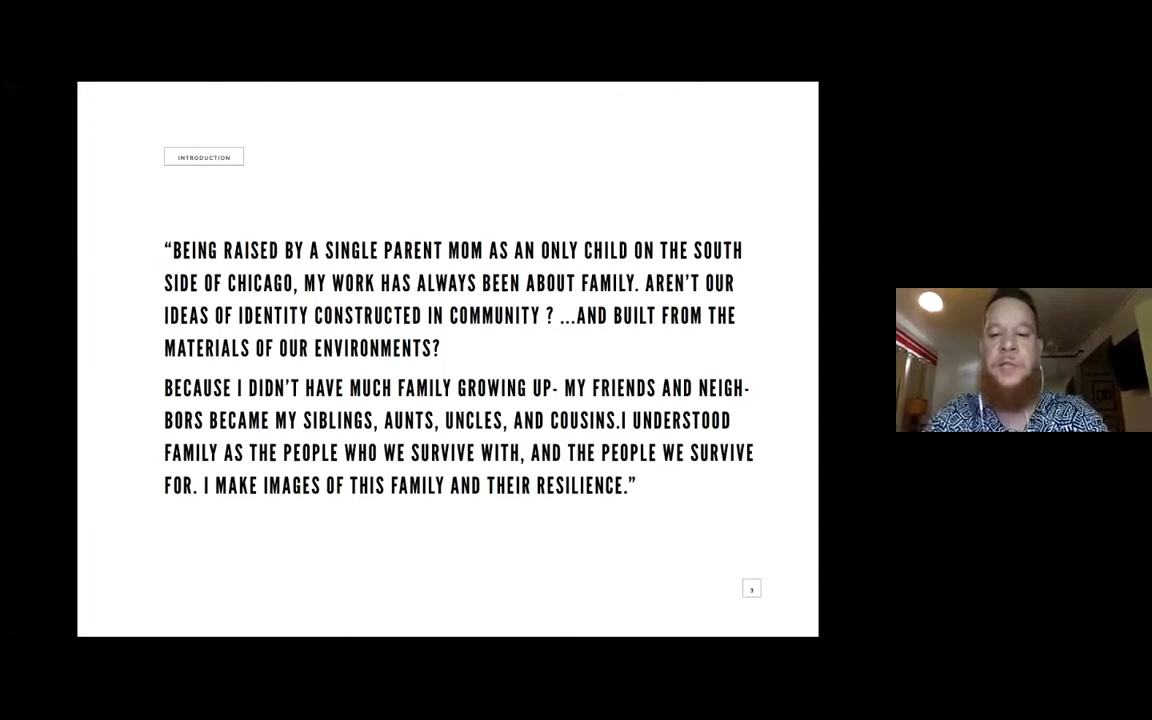 INTRODUCTION
“BEING RAISED BY A SINGLE PARENT MOM AS AN ONLY CHILD ON THE SOUTH
SIDE OF CHICAGO, MY WORK HAS ALWAYS BEEN ABOUT FAMILY. AREN’T OUR
IDEAS OF IDENTITY CONSTRUCTED IN COMMUNITY ? ...AND BUILT FROM THE
MATERIALS OF OUR ENVIRONMENTS?
BECAUSE I DIDN’T HAVE MUCH FAMILY GROWING UP- MY FRIENDS AND NEIGH-
BORS BECAME MY SIBLINGS, AUNTS, UNCLES, AND COUSINS.I UNDERSTOOD
FAMILY AS THE PEOPLE WHO WE SURVIVE WITH, AND THE PEOPLE WE SURVIVE
FOR. I MAKE IMAGES OF THIS FAMILY AND THEIR RESILIENCE.”
3